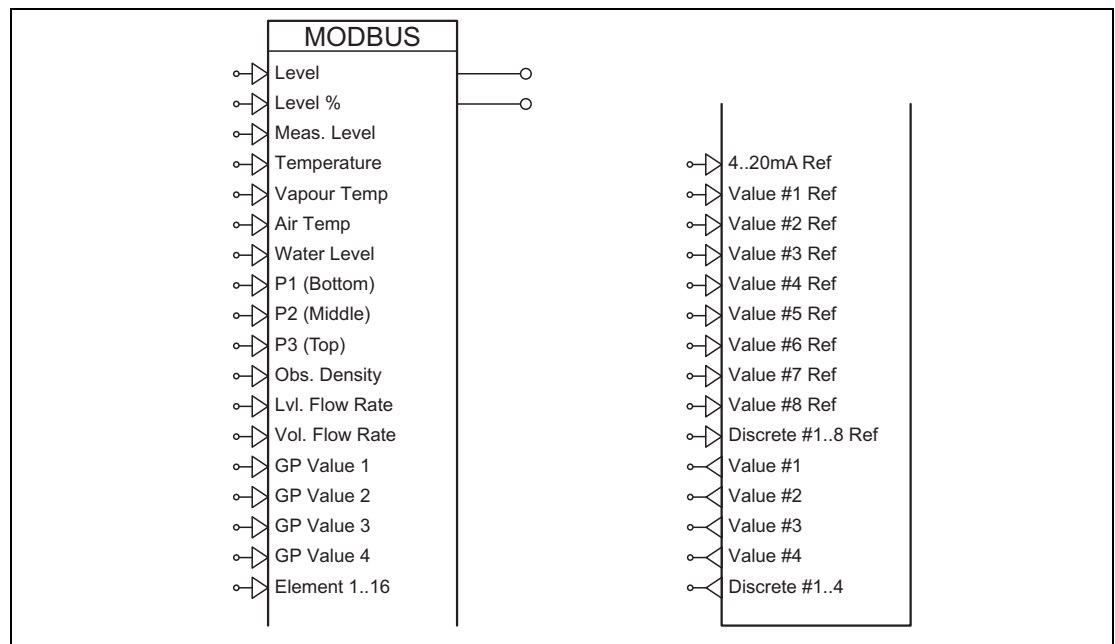 MODBUS
Level
Level %
Meas. Level
Temperature
Vapour Temp
Air Temp
Water Level
P1 (Bottom)
P2 (Middle)
P3 (Top)
Obs. Density
Lvl. Flow Rate
Vol. Flow Rate
GP Value 1
GP Value 2
GP Value 3
GP Value 4
Element 1..16
4..20mA Ref
Value #1 Ref
Value #2 Ref
Value #3 Ref
Value #4 Ref
Value #5 Ref
Value #6 Ref
Value #7 Ref
Value #8 Ref
Discrete #1..8 Ref
Value #1
Value #2
Value #3
Value #4
Discrete #1..4